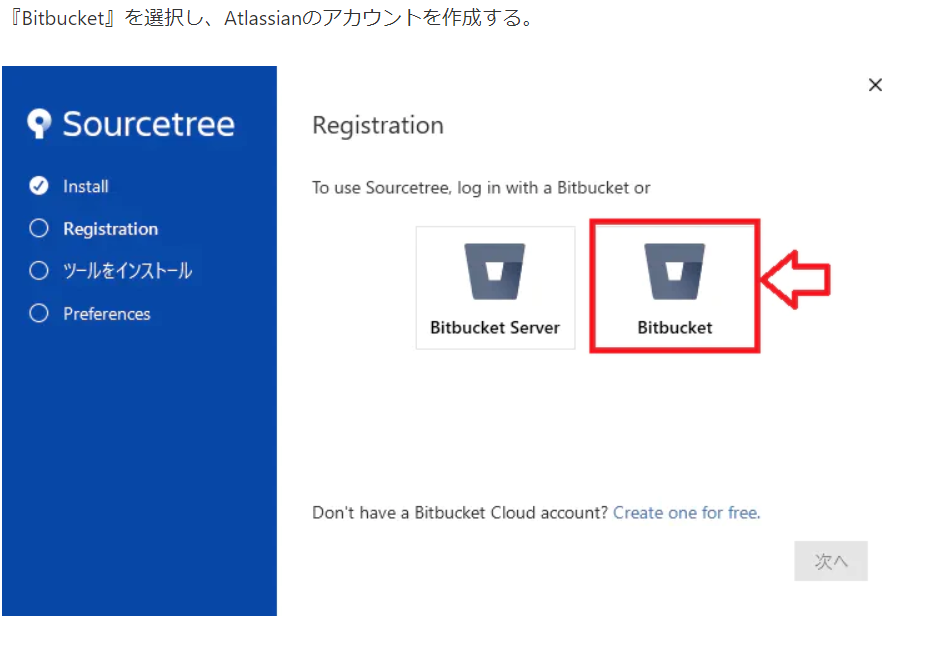 『Bitbucket』を選択し、Atlassianのアカウントを作成する。
Sourcetree
Install
Registration
ツールをインストール
Preferences
Registration
To use Sourcetree, log in with a Bitbucket or
Bitbucket Server
Bitbucket
Don't have a Bitbucket Cloud account? Create one for free.
次へ